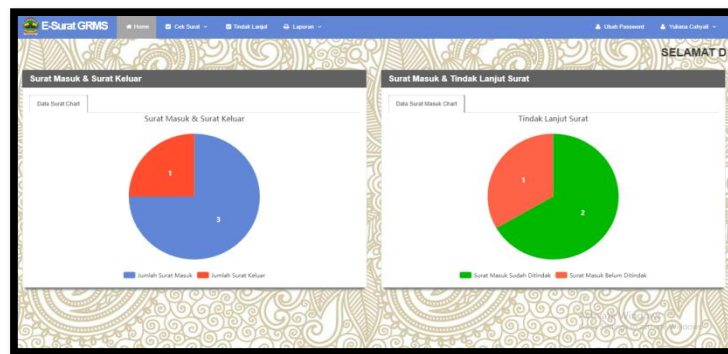 E-Surat GRMS Home Cek Surat Tindak Lanjut Laporan Ubah Password Yuliana Cahyati
SELAMAT D
Surat Masuk & Surat Keluar
Data Surat Chart
Surat Masuk & Surat Keluar
1
3
Jumlah Surat Masuk Jumlah Surat Keluar
Surat Masuk & Tindak Lanjut Surat
Data Surat Masuk Chart
Tindak Lanjut Surat
1
2
Surat Masuk Sudah Ditindak Surat Masuk Belum Ditindak